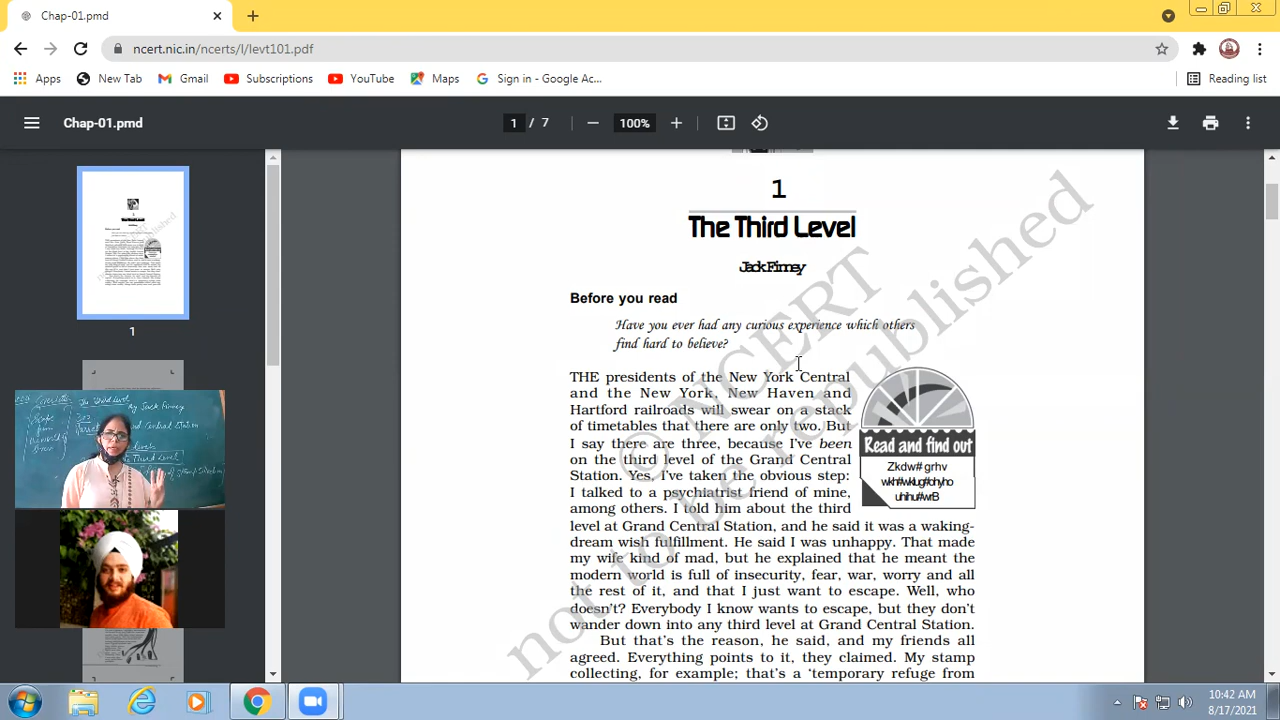 Chap-01.pmd
ncert.nic.in/ncerts/l/levt101.pdf
Apps
New Tab
Gmail
Subscriptions
YouTube
Maps
Sign in - Google Ac...
Reading list
Chap-01.pmd
1 / 7
100%
1
1
The Third Level
Jack Finney
Before you read
Have you ever had any curious experience which others
find hard to believe?
THE presidents of the New York Central
and the New York, New Haven and
Hartford railroads will swear on a stack
of timetables that there are only two. But
I say there are three, because I've been
on the third level of the Grand Central
Station. Yes, I've taken the obvious step:
I talked to a psychiatrist friend of mine,
among others. I told him about the third
level at Grand Central Station, and he said it was a waking-
dream wish fulfillment. He said I was unhappy. That made
my wife kind of mad, but he explained that he meant the
modern world is full of insecurity, fear, war, worry and all
the rest of it, and that I just want to escape. Well, who
doesn't? Everybody I know wants to escape, but they don't
wander down into any third level at Grand Central Station.
But that's the reason, he said, and my friends all
agreed. Everything points to it, they claimed. My stamp
collecting, for example; that's a 'temporary refuge from
Read and find out
Zkdw# grhv
wkh#wklug#ohyho
uhihu#wrB
© NCERT
not to be republished
The Third Level
by Jack Finney
Central Station
Third Level
10:42 AM
8/17/2021